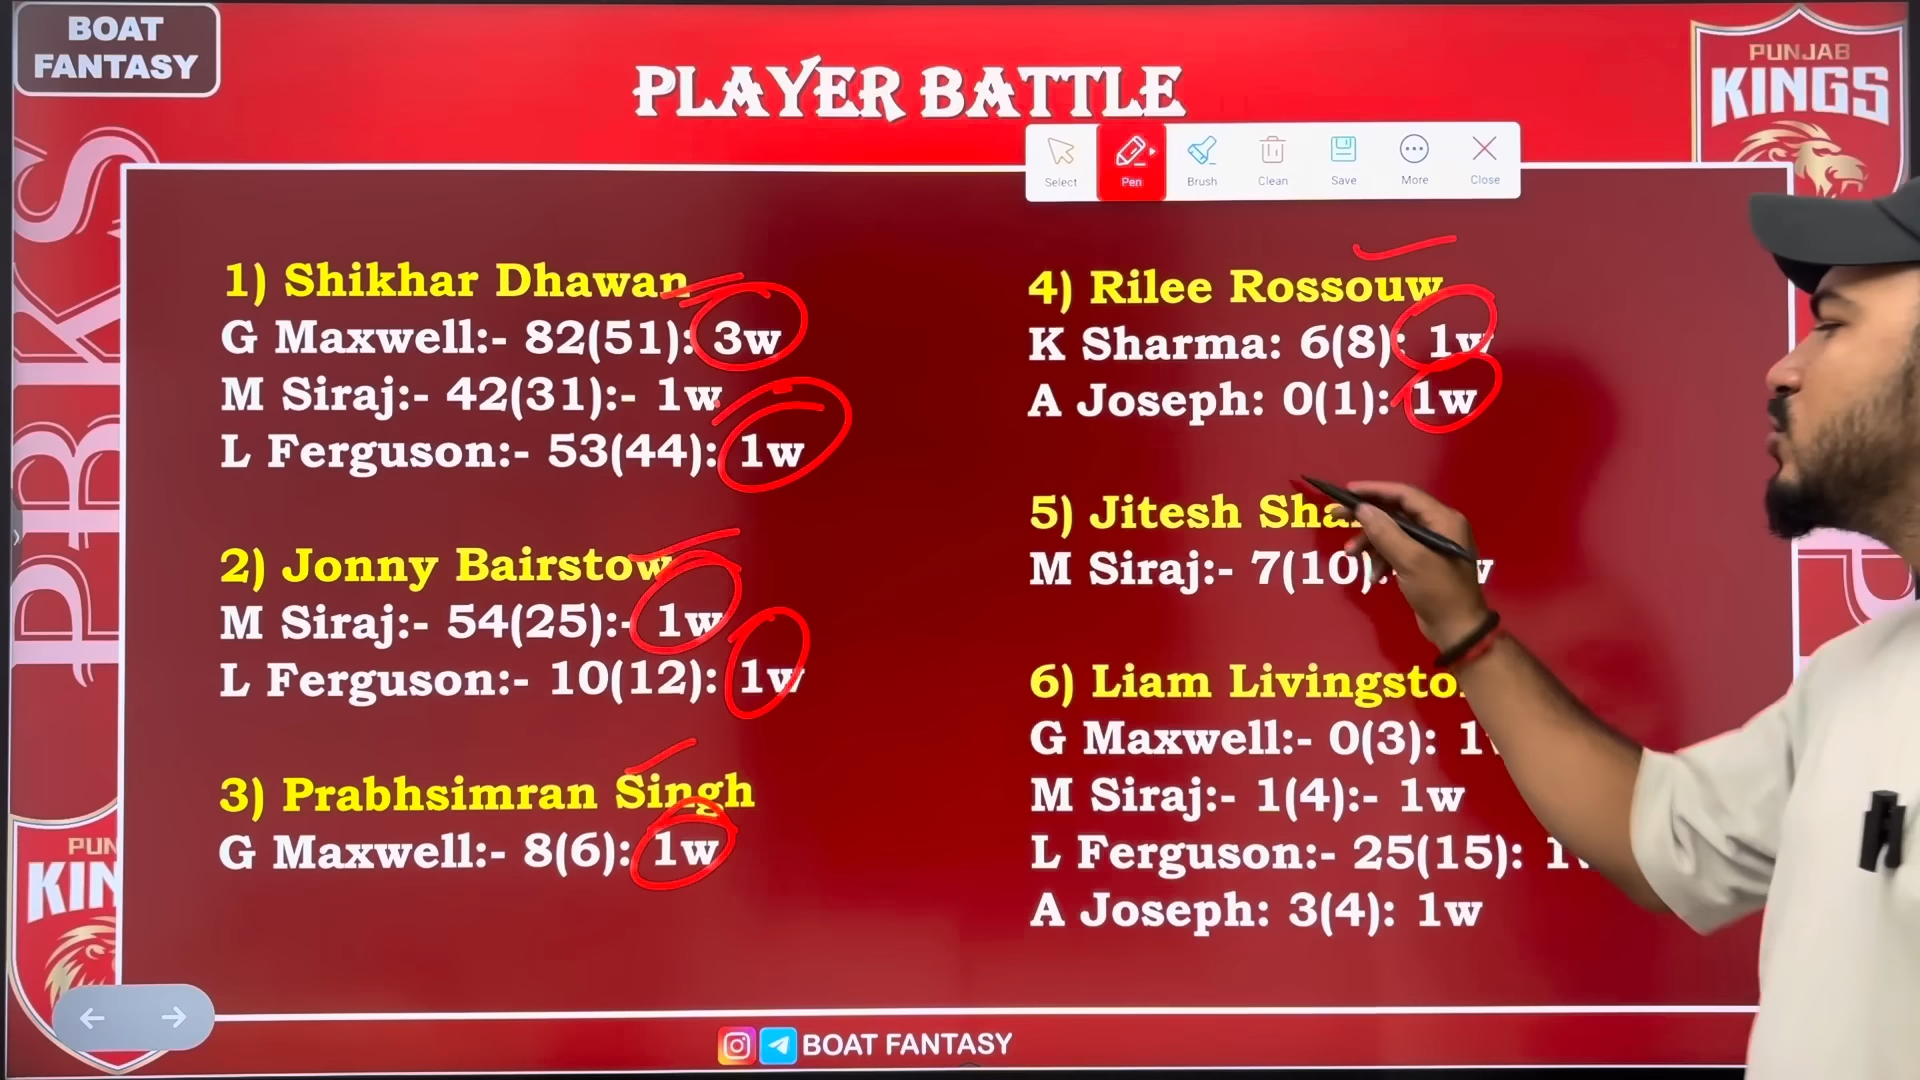 BOAT
FANTASY
PLAYER BATTLE
PUNJAB
KINGS
Select
Pen
Brush
Clean
Save
More
Close
PBKS
1) Shikhar Dhawan
G Maxwell:- 82(51): 3w
M Siraj:- 42(31):- 1w
L Ferguson:- 53(44): 1w
2) Jonny Bairstow
M Siraj:- 54(25):- 1w
L Ferguson:- 10(12): 1w
3) Prabhsimran Singh
G Maxwell:- 8(6): 1w
4) Rilee Rossouw
K Sharma: 6(8): 1w
A Joseph: 0(1): 1w
5) Jitesh
M Siraj:- 7(10)
6) Liam
G Maxwell:- 0(3):
M Siraj:- 1(4):- 1w
L Ferguson:- 25(15):
A Joseph: 3(4): 1w
BOAT FANTASY